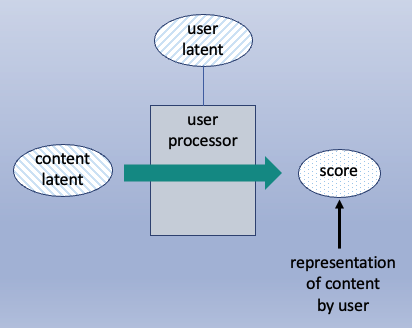 user
latent
user
processor
content
latent
score
representation
of content
by user